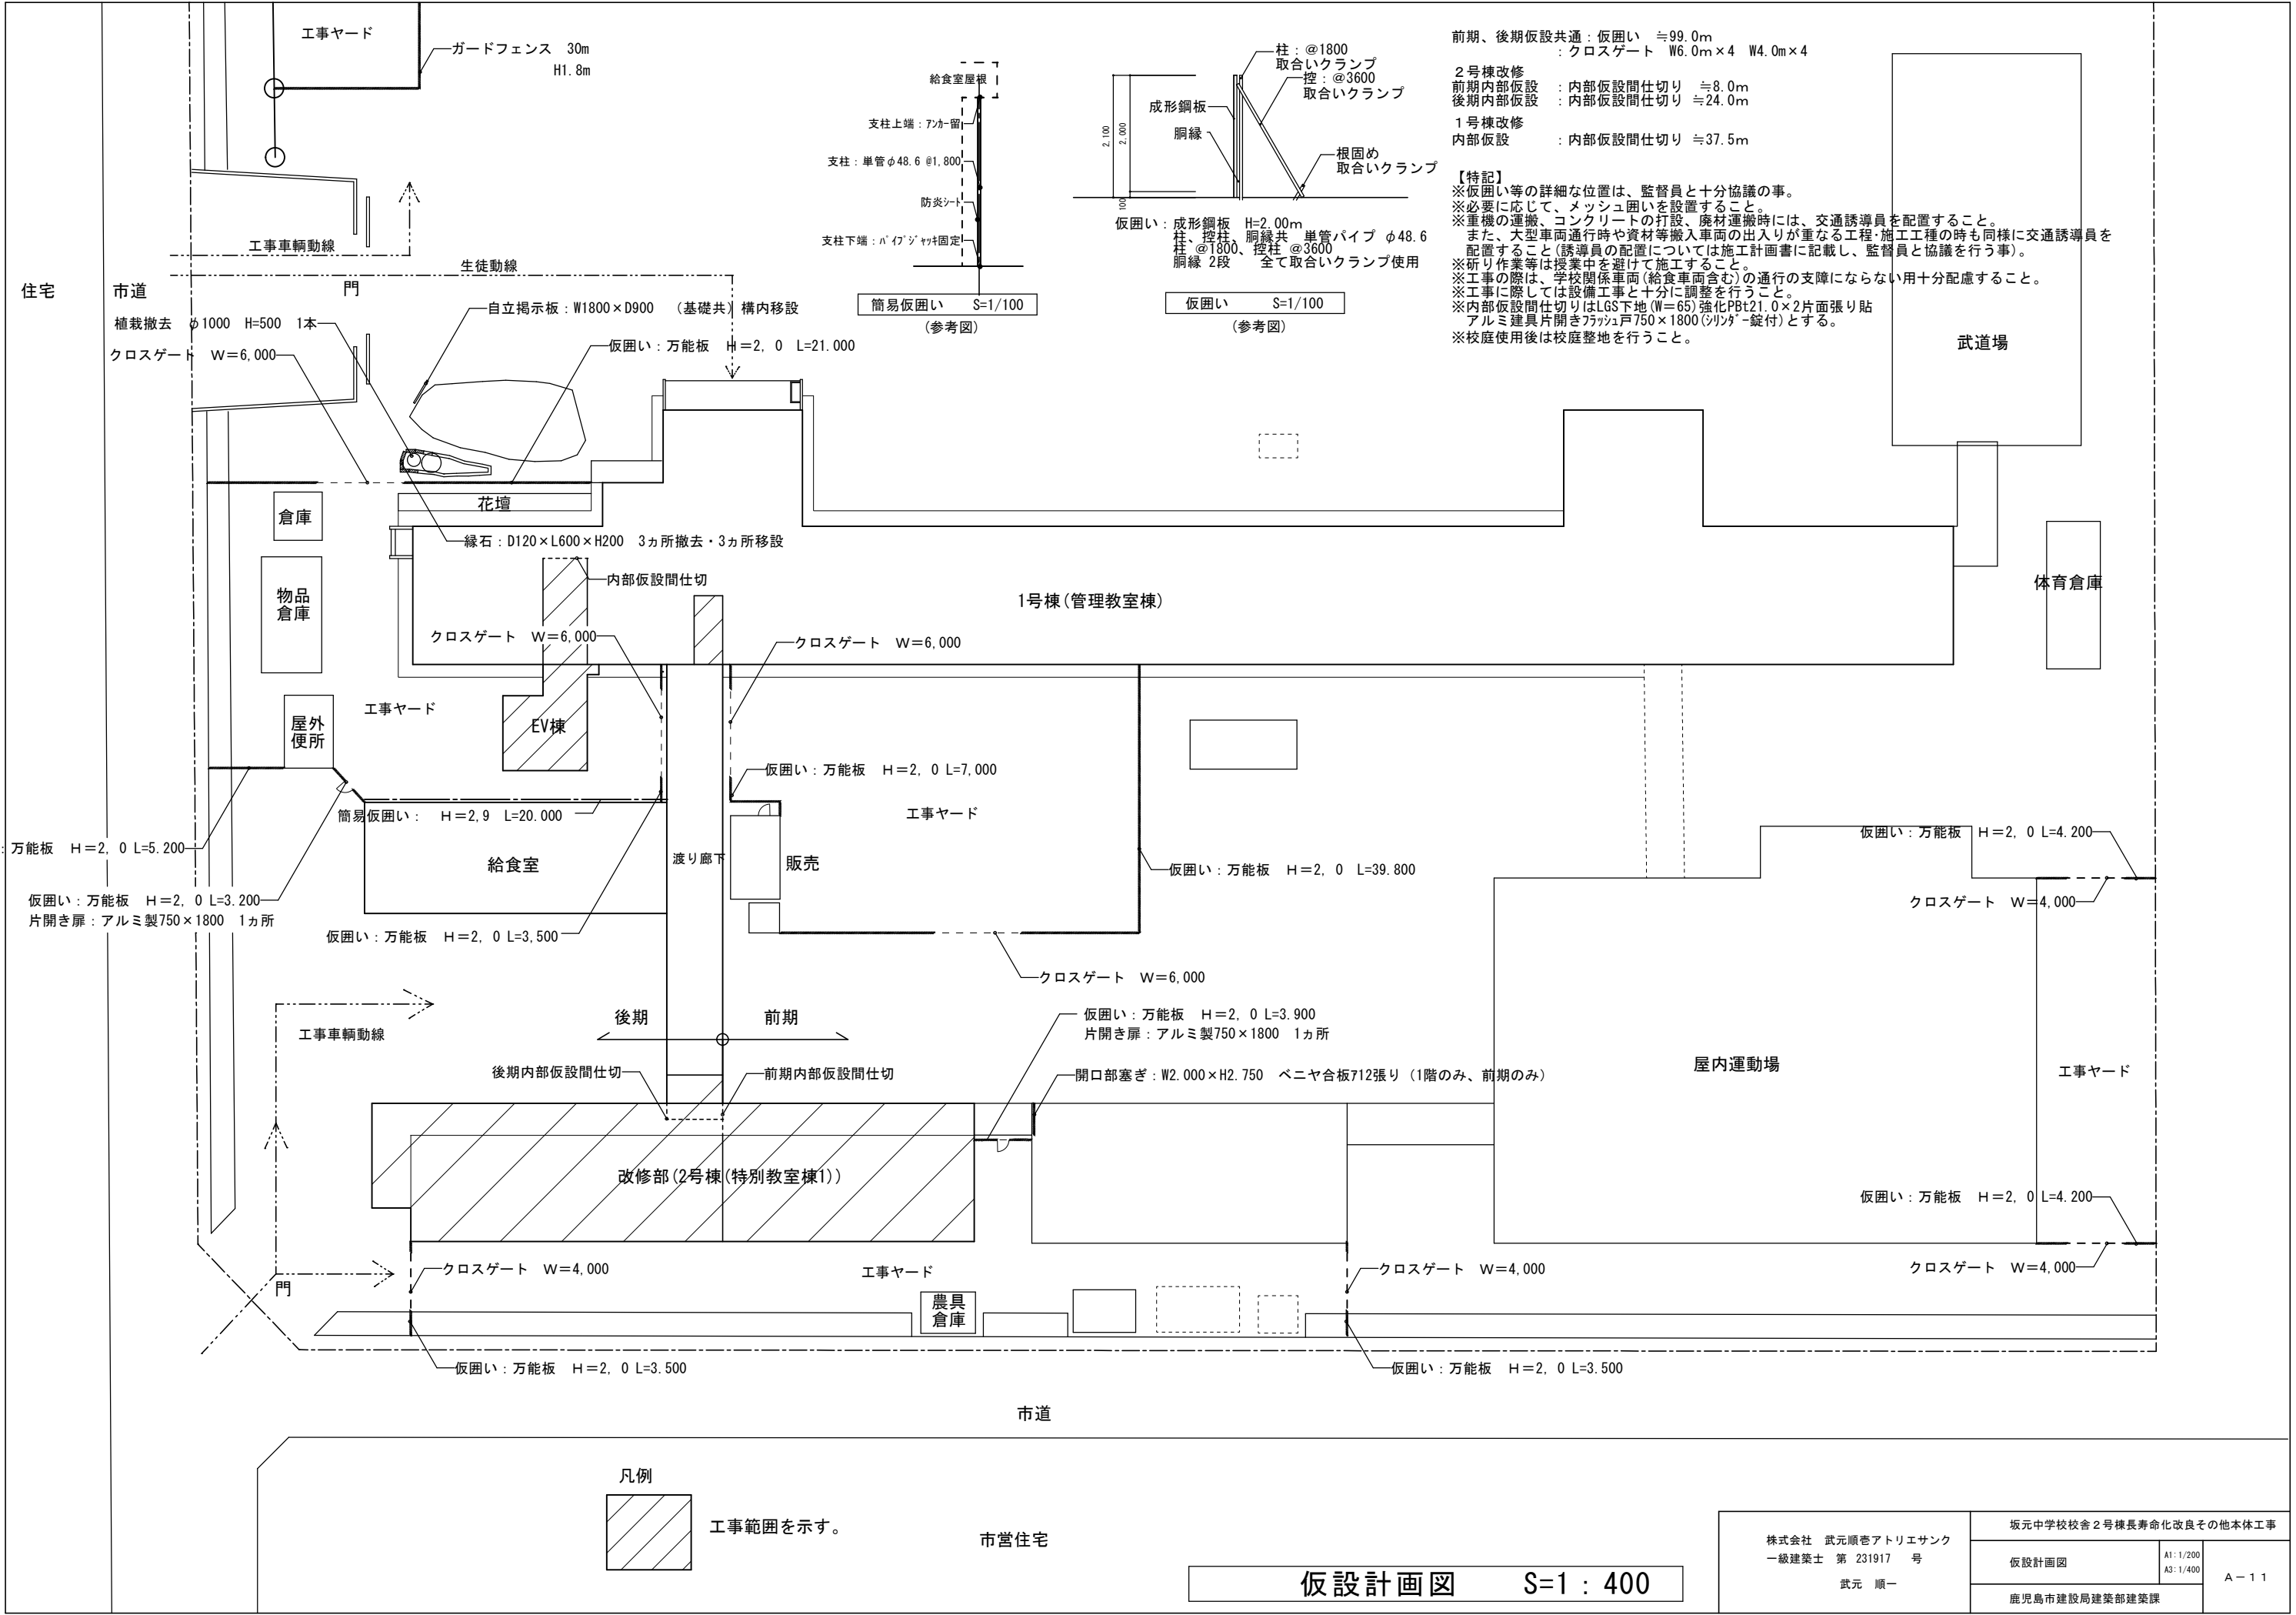 工事ヤード
ガードフェンス　30m
H1.8m
給食室屋根
支柱上端：ｱﾝｶｰ留
支柱：単管φ48.6 @1,800
防炎ｼｰﾄ
支柱下端：ﾊﾟｲﾌﾟｼﾞｬｯｷ固定
簡易仮囲い　　S=1/100
(参考図)
柱：@1800
取合いクランプ
控：@3600
取合いクランプ
成形鋼板
胴縁
2,100
2,000
100
根固め
取合いクランプ
仮囲い：成形鋼板　H=2.00m
柱、控柱、胴縁共　単管パイプ φ48.6
柱 @1800、控柱 @3600
胴縁 2段　　全て取合いクランプ使用
仮囲い　　　S=1/100
(参考図)
前期、後期仮設共通：仮囲い　≒99.0m
：クロスゲート　W6.0m×4　W4.0m×4
２号棟改修
前期内部仮設　：内部仮設間仕切り　≒8.0m
後期内部仮設　：内部仮設間仕切り ≒24.0m
１号棟改修
内部仮設　　　：内部仮設間仕切り ≒37.5m
【特記】
※仮囲い等の詳細な位置は、監督員と十分協議の事。
※必要に応じて、メッシュ囲いを設置すること。
※重機の運搬、コンクリートの打設、廃材運搬時には、交通誘導員を配置すること。
また、大型車両通行時や資材等搬入車両の出入りが重なる工程･施工工種の時も同様に交通誘導員を
配置すること(誘導員の配置については施工計画書に記載し、監督員と協議を行う事)。
※斫り作業等は授業中を避けて施工すること。
※工事の際は、学校関係車両(給食車両含む)の通行の支障にならない用十分配慮すること。
※工事に際しては設備工事と十分に調整を行うこと。
※内部仮設間仕切りはLGS下地(W=65)強化PBt21.0×2片面張り貼
アルミ建具片開きﾌﾗｯｼｭ戸750×1800(ｼﾘﾝﾀﾞｰ錠付)とする。
※校庭使用後は校庭整地を行うこと。
武道場
工事車輌動線
生徒動線
住宅
市道
門
自立掲示板：W1800×D900　（基礎共）構内移設
植栽撤去　φ1000　H=500　1本
クロスゲート　Ｗ＝6,000
仮囲い：万能板　Ｈ＝2, 0　L=21.000
花壇
倉庫
縁石：D120×L600×H200　3ヵ所撤去・3ヵ所移設
内部仮設間仕切
物品
倉庫
1号棟(管理教室棟)
体育倉庫
クロスゲート　Ｗ＝6,000
クロスゲート　Ｗ＝6,000
屋外
便所
工事ヤード
EV棟
仮囲い：万能板　Ｈ＝2, 0 L=7,000
工事ヤード
簡易仮囲い：　Ｈ＝2,9　L=20.000
：万能板　Ｈ＝2, 0 L=5.200
給食室
渡り廊下
販売
仮囲い：万能板　Ｈ＝2, 0　L=39.800
仮囲い：万能板　Ｈ＝2, 0 L=4.200
仮囲い：万能板　Ｈ＝2, 0 L=3.200
片開き扉：アルミ製750×1800　1ヵ所
クロスゲート　Ｗ＝4,000
仮囲い：万能板　Ｈ＝2, 0 L=3,500
クロスゲート　Ｗ＝6,000
工事車輌動線
後期
前期
仮囲い：万能板　Ｈ＝2, 0 L=3.900
片開き扉：アルミ製750×1800　1ヵ所
後期内部仮設間仕切
前期内部仮設間仕切
開口部塞ぎ：W2.000×H2.750　ベニヤ合板ｱ12張り（1階のみ、前期のみ）
屋内運動場
工事ヤード
改修部(2号棟(特別教室棟1))
仮囲い：万能板　Ｈ＝2, 0 L=4.200
クロスゲート　Ｗ＝4,000
門
クロスゲート　Ｗ＝4,000
工事ヤード
クロスゲート　Ｗ＝4,000
農具
倉庫
仮囲い：万能板　Ｈ＝2, 0 L=3.500
仮囲い：万能板　Ｈ＝2, 0 L=3.500
市道
凡例
工事範囲を示す。
市営住宅
仮設計画図　　S=1：400
株式会社　武元順壱アトリエサンク
一級建築士　第　231917　号
武元　順一
坂元中学校校舎２号棟長寿命化改良その他本体工事
仮設計画図
A1:1/200
A3:1/400
Ａ－１１
鹿児島市建設局建築部建築課